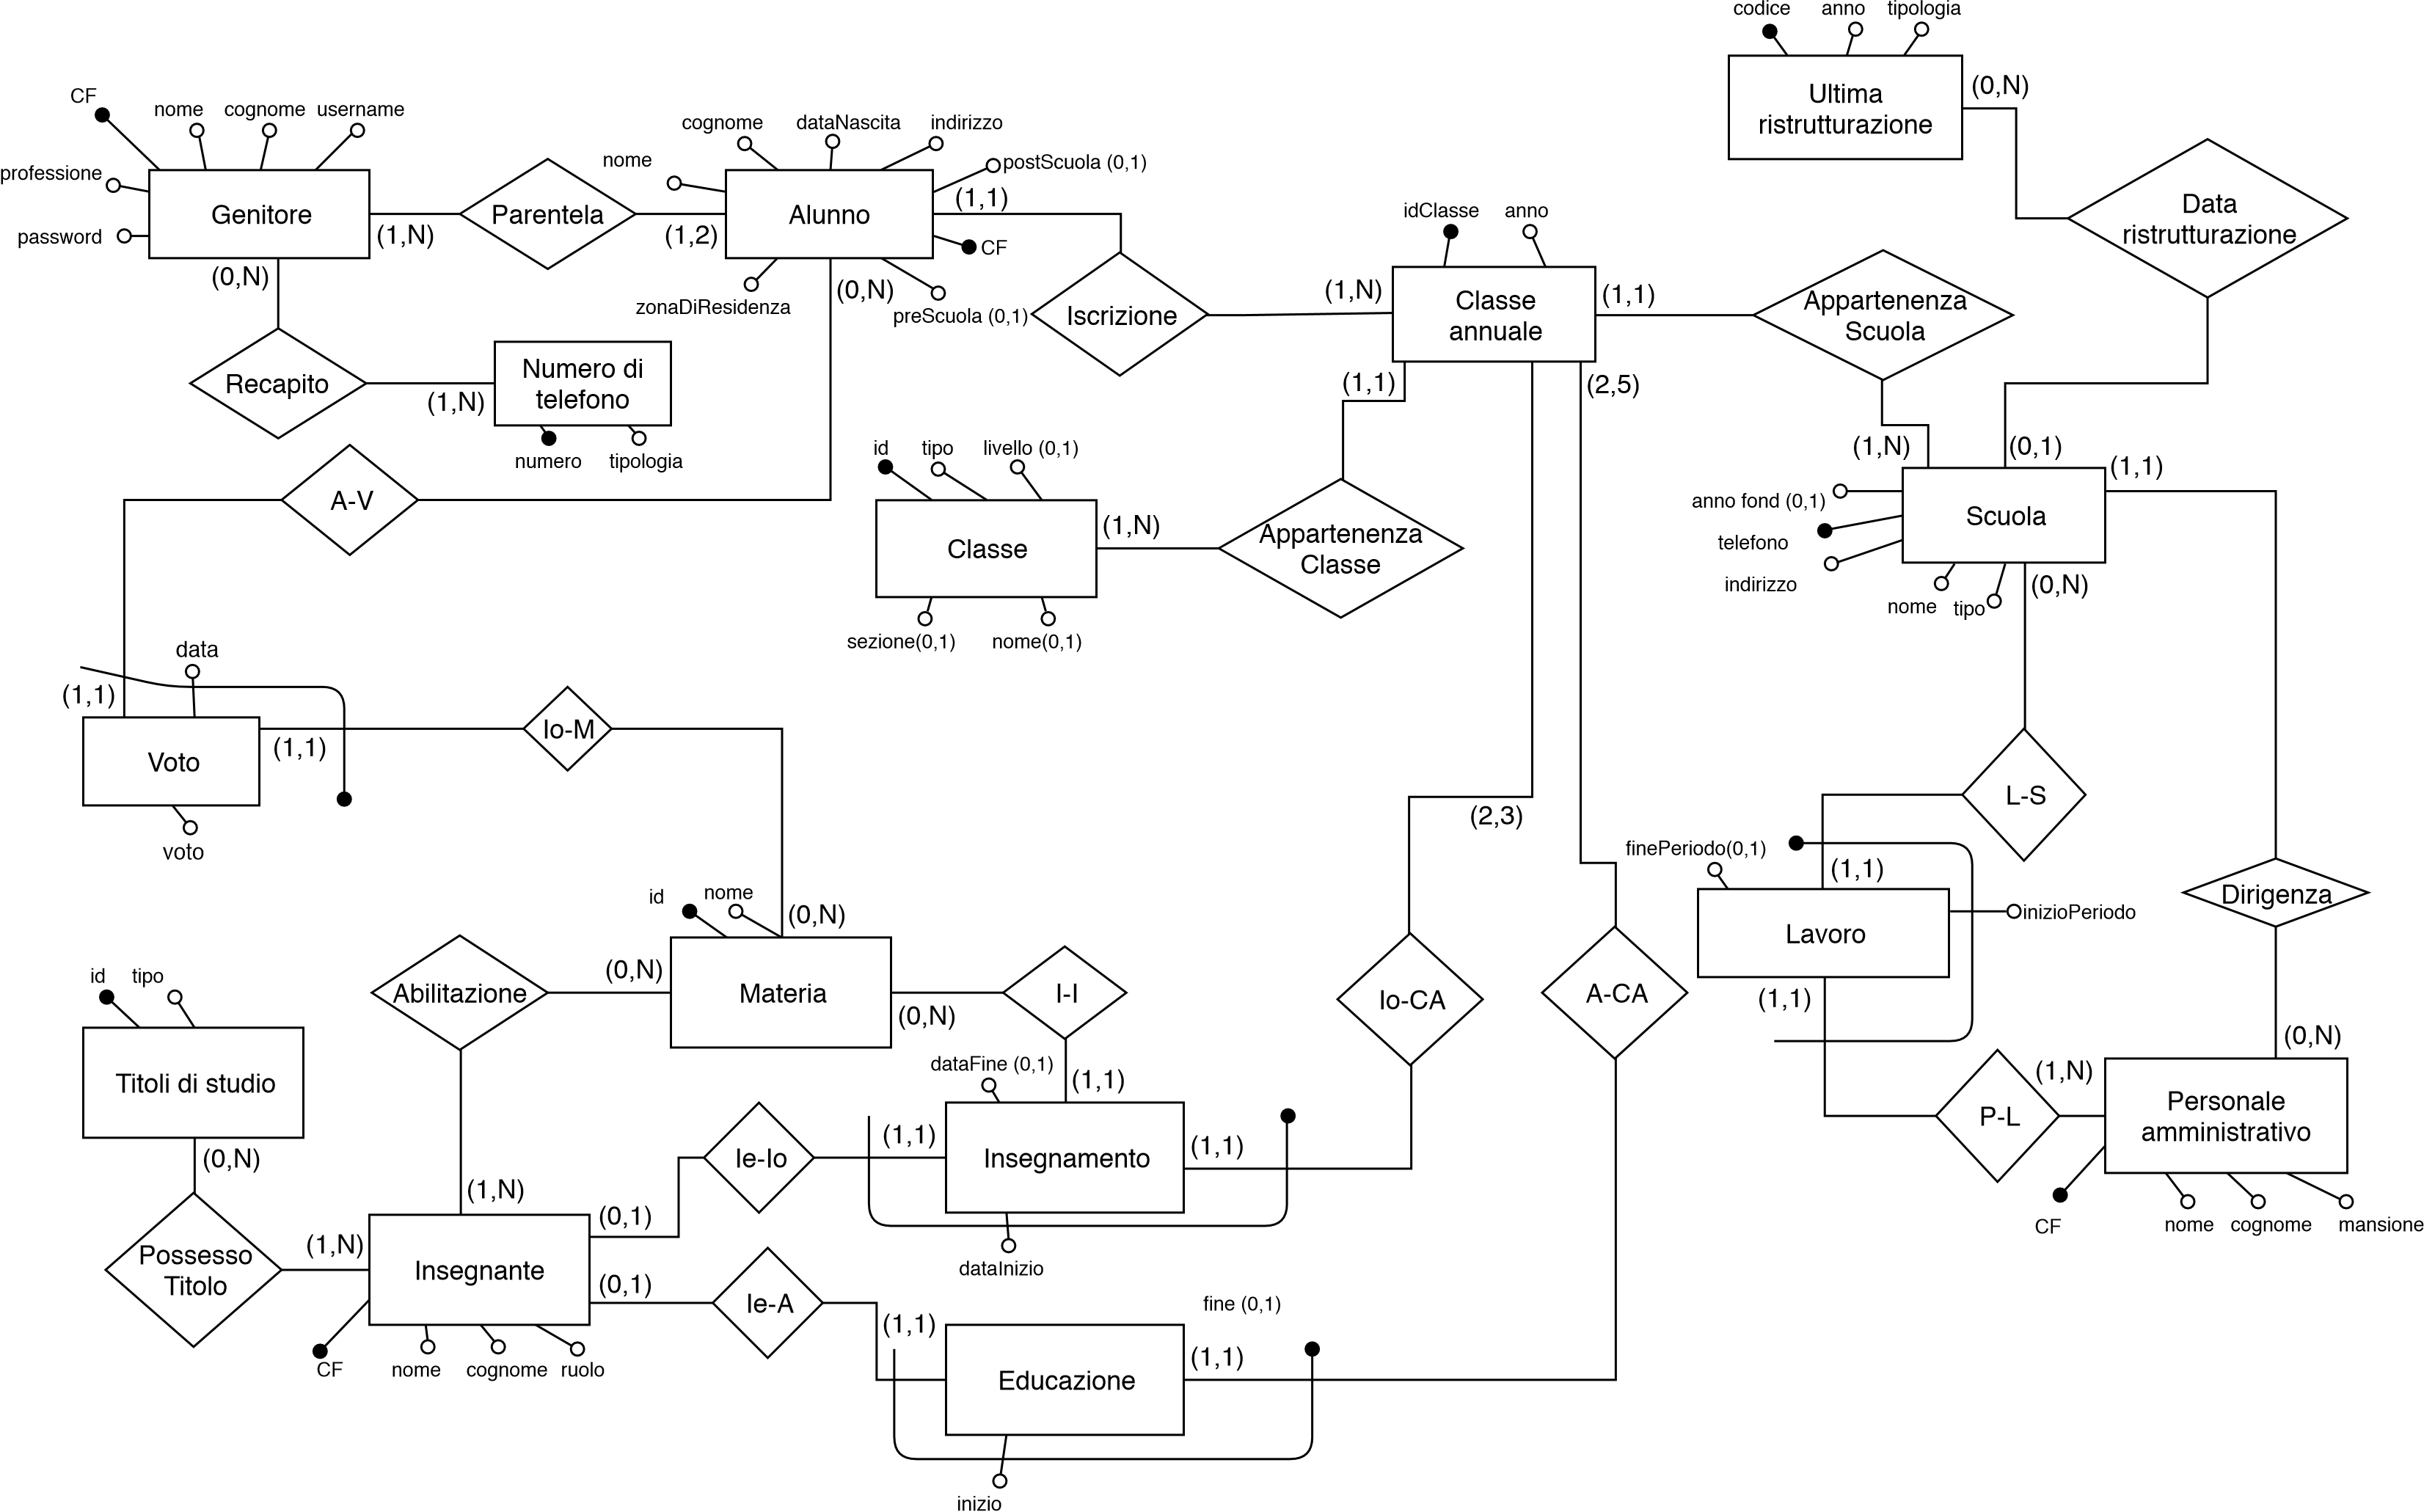 codice
anno
tipologia
Ultima
ristrutturazione
(0,N)
Data
ristrutturazione
CF
nome
cognome
username
professione
password
Genitore
(1,N)
(0,N)
Parentela
(1,2)
nome
cognome
dataNascita
indirizzo
postScuola (0,1)
Alunno
(1,1)
CF
zonaDiResidenza
(0,N)
preScuola (0,1)
Iscrizione
(1,N)
idClasse
anno
Classe
annuale
(1,1)
Appartenenza
Scuola
(1,1)
(2,5)
Recapito
(1,N)
Numero di
telefono
numero
tipologia
A-V
id
tipo
livello (0,1)
Classe
(1,N)
sezione(0,1)
nome(0,1)
Appartenenza
Classe
(1,N)
(0,1)
(1,1)
anno fond (0,1)
telefono
indirizzo
Scuola
nome
tipo
(0,N)
data
(1,1)
Voto
(1,1)
voto
Io-M
(2,3)
L-S
finePeriodo(0,1)
(1,1)
inizioPeriodo
Lavoro
(1,1)
Dirigenza
(0,N)
id
nome
(0,N)
Abilitazione
(0,N)
Materia
(0,N)
I-I
Io-CA
A-CA
id
tipo
Titoli di studio
(0,N)
dataFine (0,1)
(1,1)
Ie-Io
(1,1)
Insegnamento
(1,1)
dataInizio
P-L
(1,N)
Personale
amministrativo
CF
nome
cognome
mansione
Possesso
Titolo
(1,N)
(1,N)
Insegnante
(0,1)
(0,1)
CF
nome
cognome
ruolo
Ie-A
(1,1)
fine (0,1)
Educazione
(1,1)
inizio